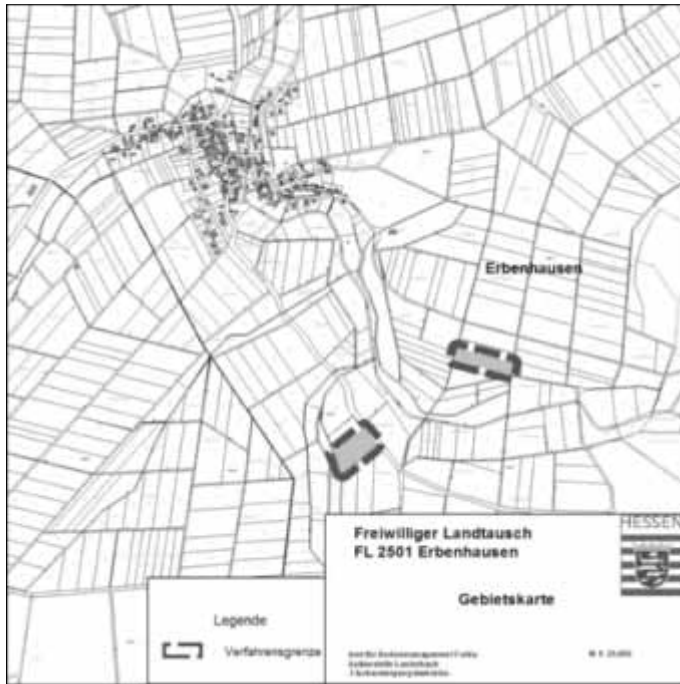 Erbenhausen
HESSEN
Freiwilliger Landtausch
FL 2501 Erbenhausen
Gebietskarte
Legende
Verfahrensgrenze